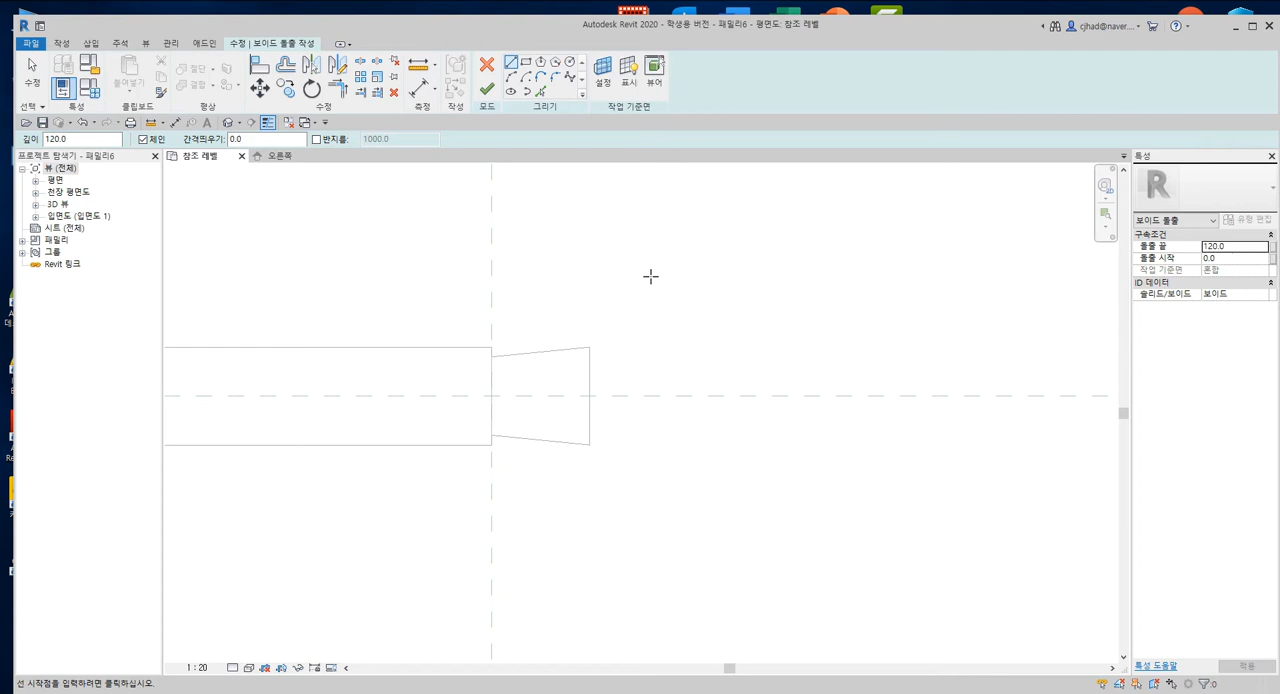 Autodesk Revit 2020 - 학생용 버전 - 패밀리6 - 평면도: 참조 레벨
cjhad@naver....
파일 작성 삽입 주석 뷰 관리 애드인 수정 | 보이드 돌출 작성
수정 붙여넣기 절단 결합 설정 표시 뷰어
선택 특성 클립보드 형상 수정 측정 작성 모드 그리기 작업 기준면
깊이 120.0 체인 간격띄우기: 0.0 반지름: 1000.0
프로젝트 탐색기 - 패밀리6
참조 레벨 오른쪽
특성
뷰 (전체)
평면
천장 평면도
3D 뷰
입면도 (입면도 1)
시트 (전체)
패밀리
그룹
Revit 링크
2D
R
보이드 돌출 유형 편집
구속조건
돌출 끝 120.0
돌출 시작 0.0
작업 기준면 혼합
ID 데이터
솔리드/보이드 보이드
1 : 20
특성 도움말 적용
선 시작점을 입력하려면 클릭하십시오.
:0